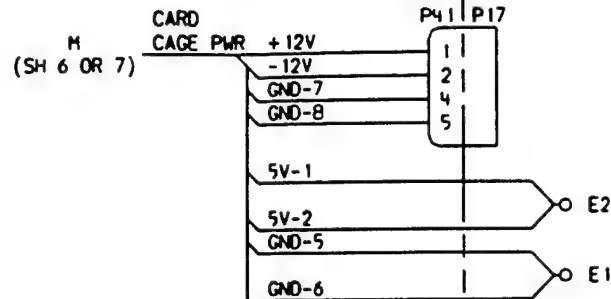 P41 P17
CARD
M CAGE PWR +12V 1
(SH 6 OR 7) -12V 2
GND-7 4
GND-8 5
5V-1
E2
5V-2
GND-5
E1
GND-6